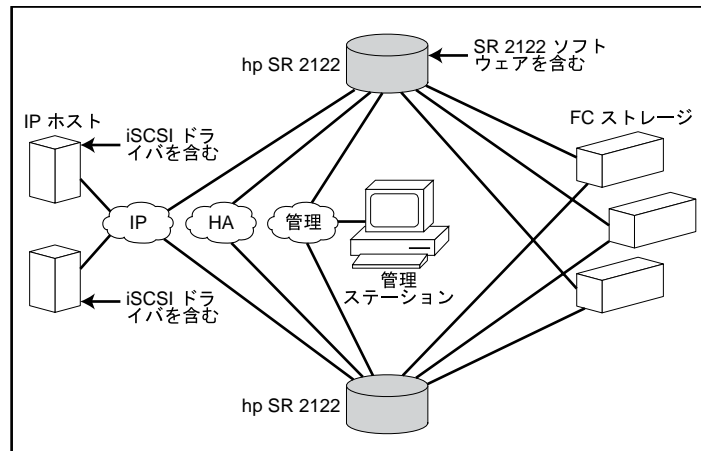 hp SR 2122
SR 2122 ソフト
ウェアを含む
IP ホスト
iSCSI ドラ
イバを含む
FC ストレージ
IP
HA
管理
管理
ステーション
iSCSI ドラ
イバを含む
hp SR 2122